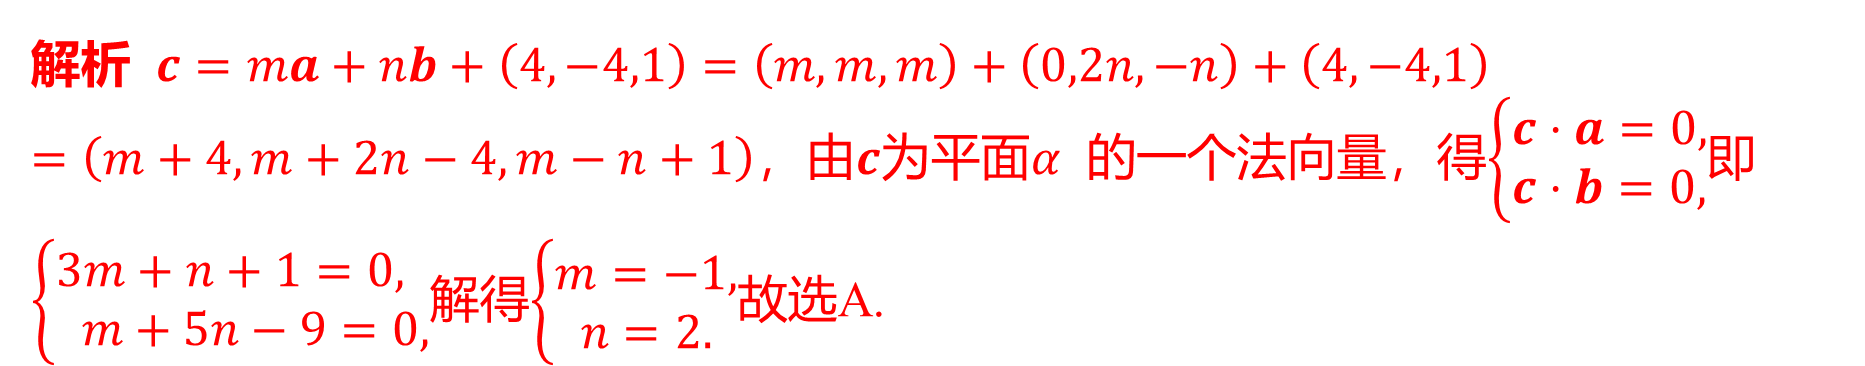 解析 c = ma + nb + (4, −4,1) = (m, m, m) + (0,2n, −n) + (4, −4,1)
= (m + 4, m + 2n − 4, m − n + 1)，由c为平面α 的一个法向量，得{c · a = 0, c · b = 0,即
{3m + n + 1 = 0, m + 5n − 9 = 0,解得{m = −1, n = 2.故选A.